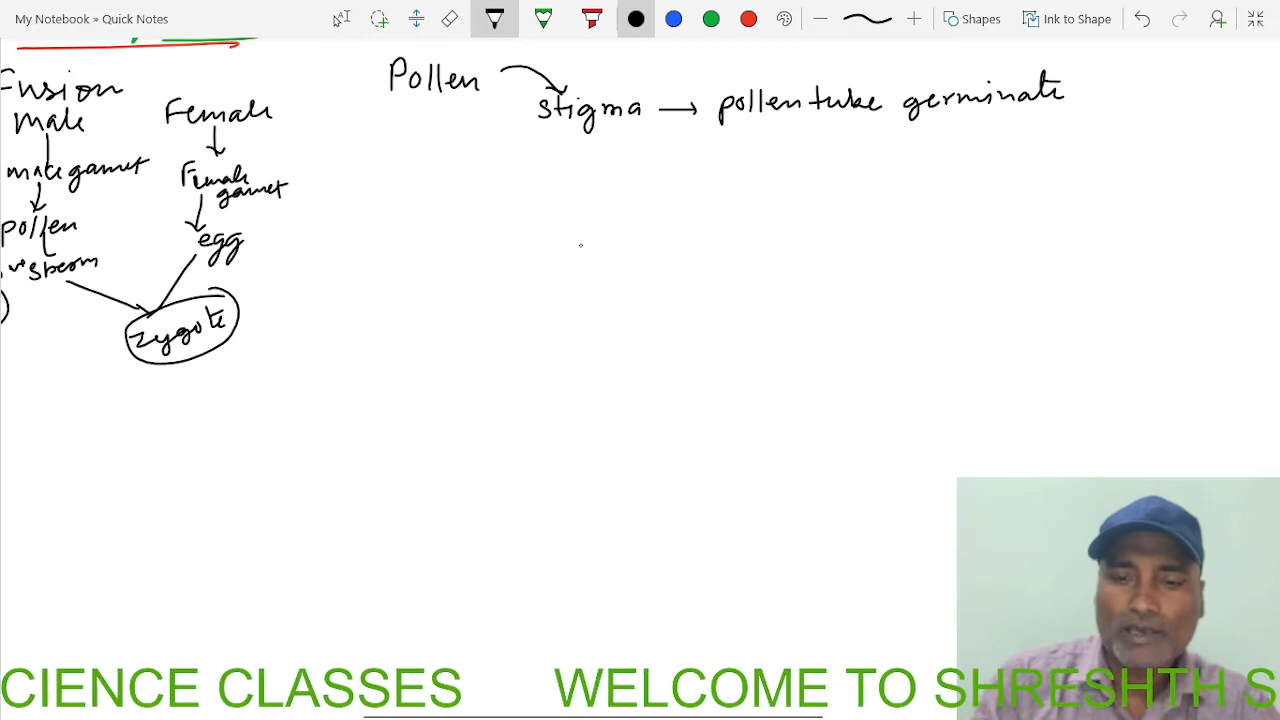 My Notebook » Quick Notes
Shapes
Ink to Shape
Fusion
male
male gamet
pollen
sperm
Female
Female
gamet
egg
zygote
Pollen
stigma → pollen tube germinate
CIENCE CLASSES WELCOME TO SHRESHTH S